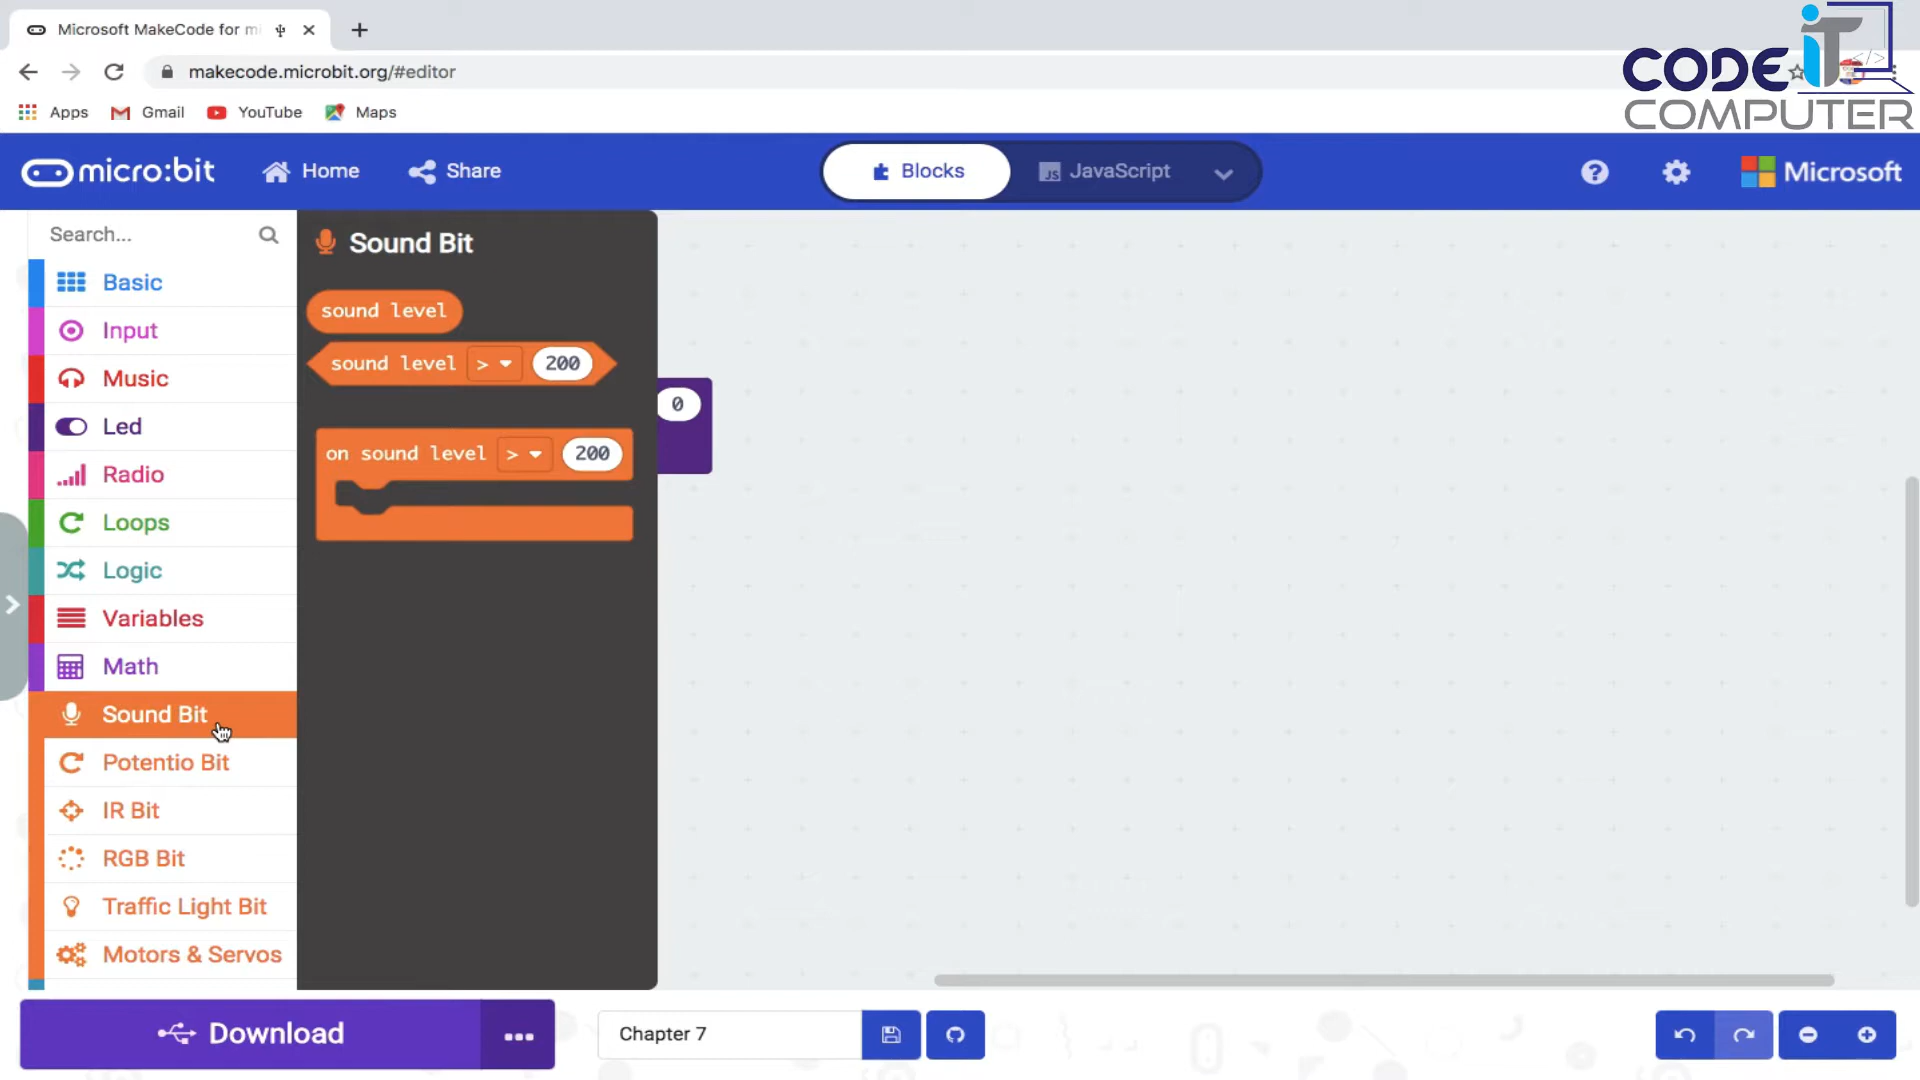 Microsoft MakeCode for mi
makecode.microbit.org/#editor
CODE iT
COMPUTER
Apps
Gmail
YouTube
Maps
micro:bit
Home
Share
Blocks
JS
JavaScript
Microsoft
Search...
Basic
Input
Music
Led
Radio
Loops
Logic
Variables
Math
Sound Bit
Potentio Bit
IR Bit
RGB Bit
Traffic Light Bit
Motors & Servos
Sound Bit
sound level
sound level > 200
on sound level > 200
0
Download
Chapter 7